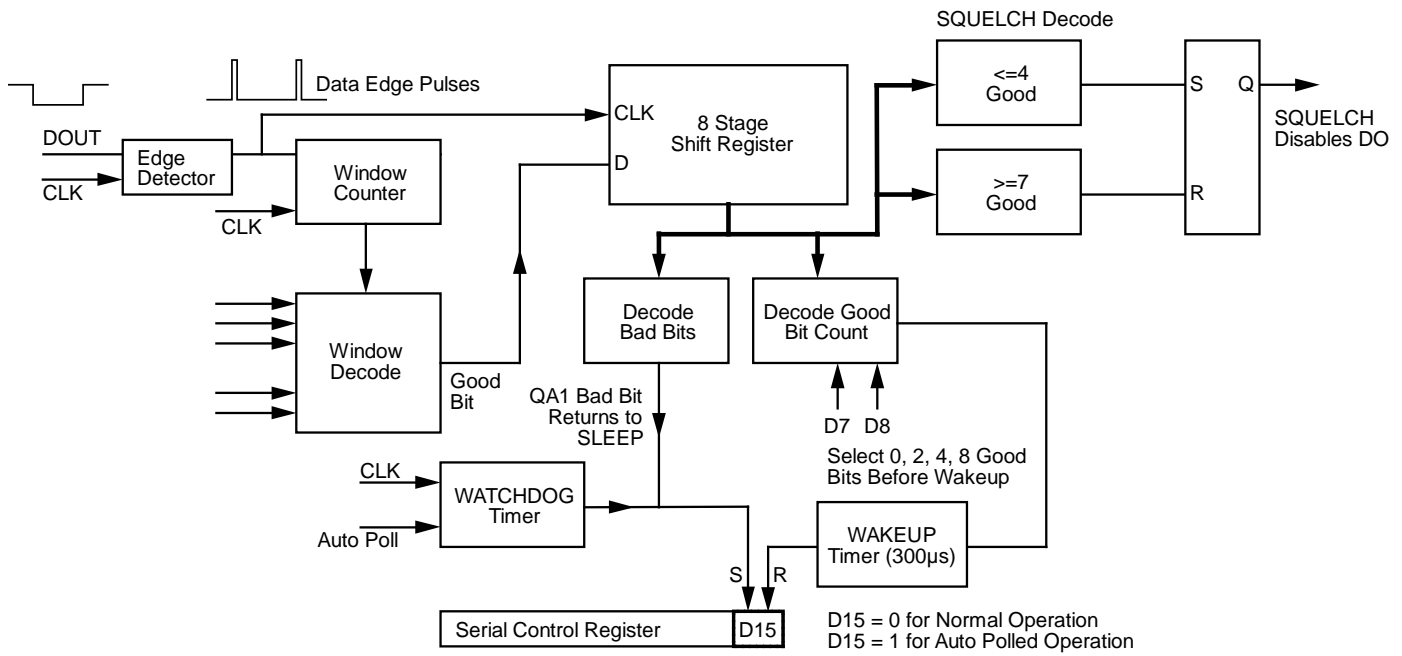 SQUELCH Decode
Data Edge Pulses
DOUT
CLK
Edge
Detector
Window
Counter
CLK
CLK
D
8 Stage
Shift Register
<=4
Good
>=7
Good
S
Q
R
SQUELCH
Disables DO
Window
Decode
Good
Bit
Decode
Bad Bits
Decode Good
Bit Count
QA1 Bad Bit
Returns to
SLEEP
D7
D8
Select 0, 2, 4, 8 Good
Bits Before Wakeup
CLK
Auto Poll
WATCHDOG
Timer
WAKEUP
Timer (300µs)
S
R
Serial Control Register
D15
D15 = 0 for Normal Operation
D15 = 1 for Auto Polled Operation